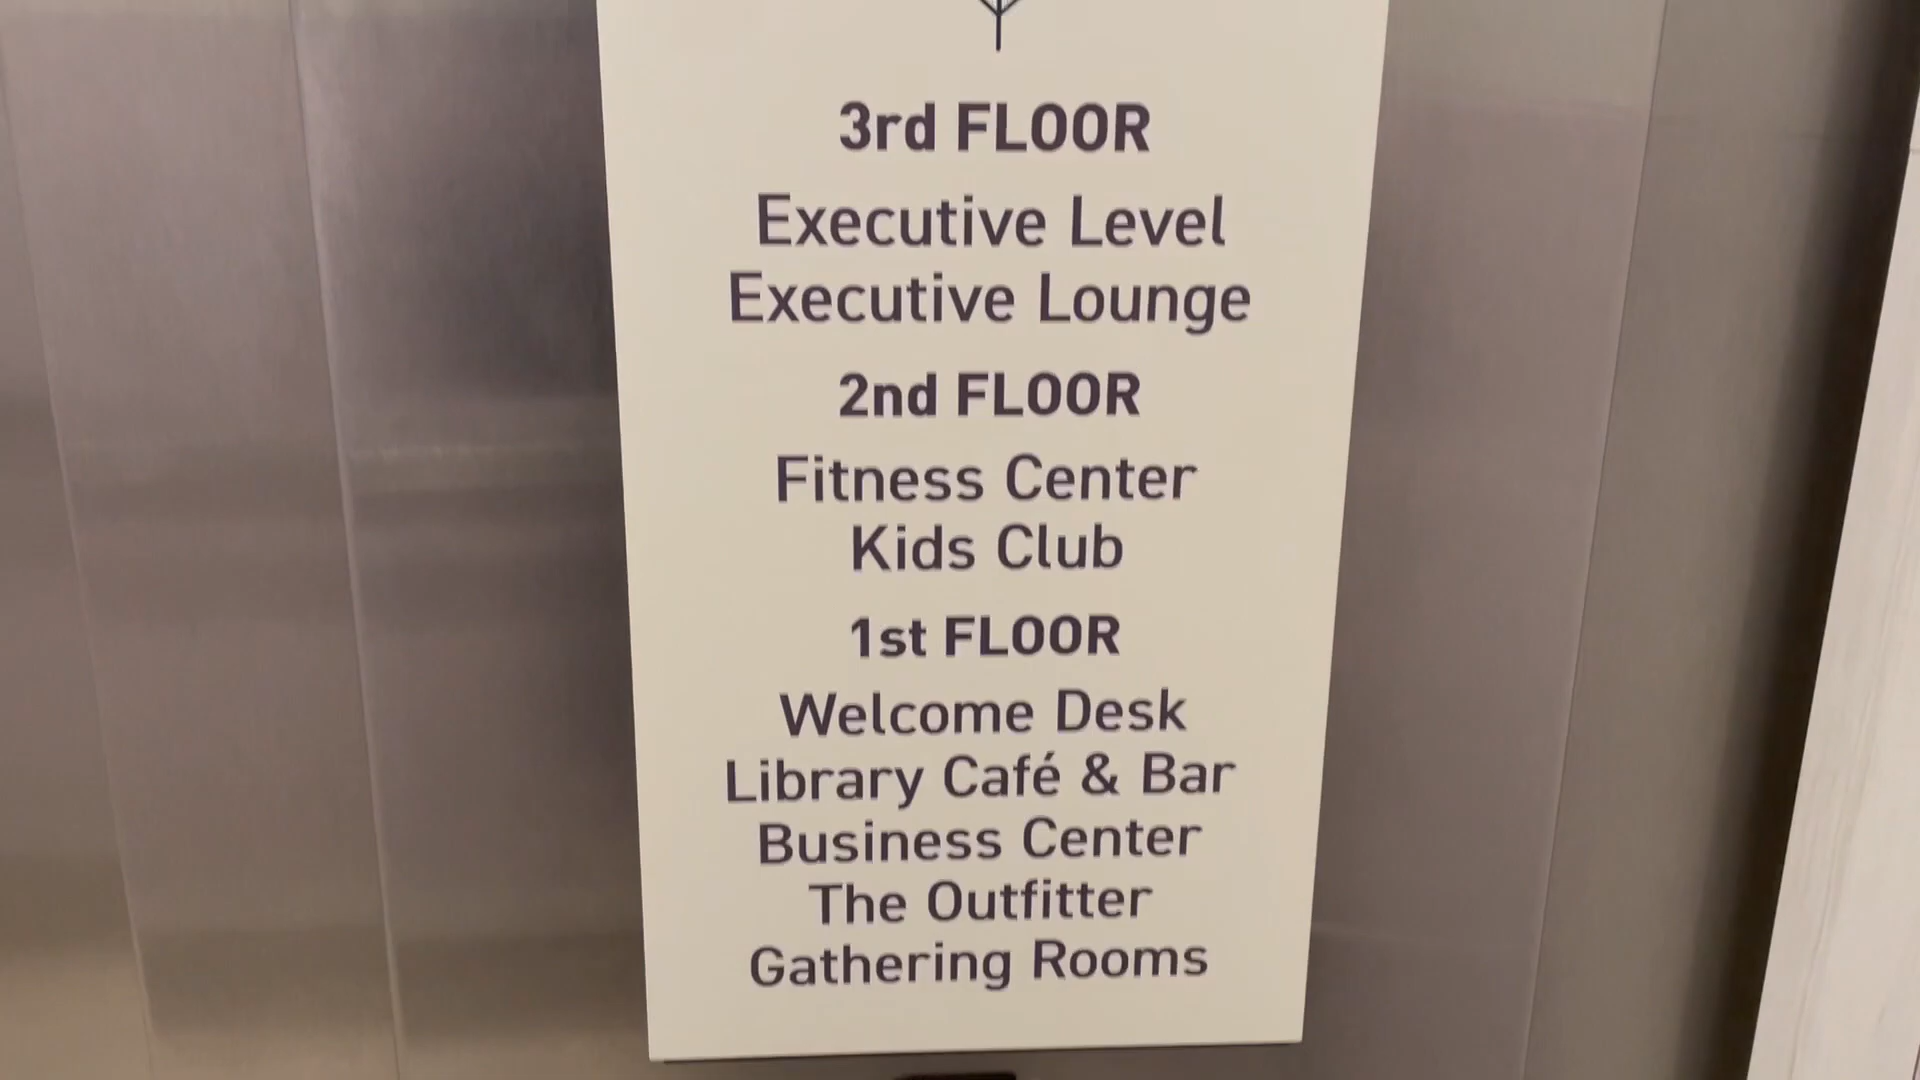 3rd FLOOR
Executive Level
Executive Lounge
2nd FLOOR
Fitness Center
Kids Club
1st FLOOR
Welcome Desk
Library Café & Bar
Business Center
The Outfitter
Gathering Rooms